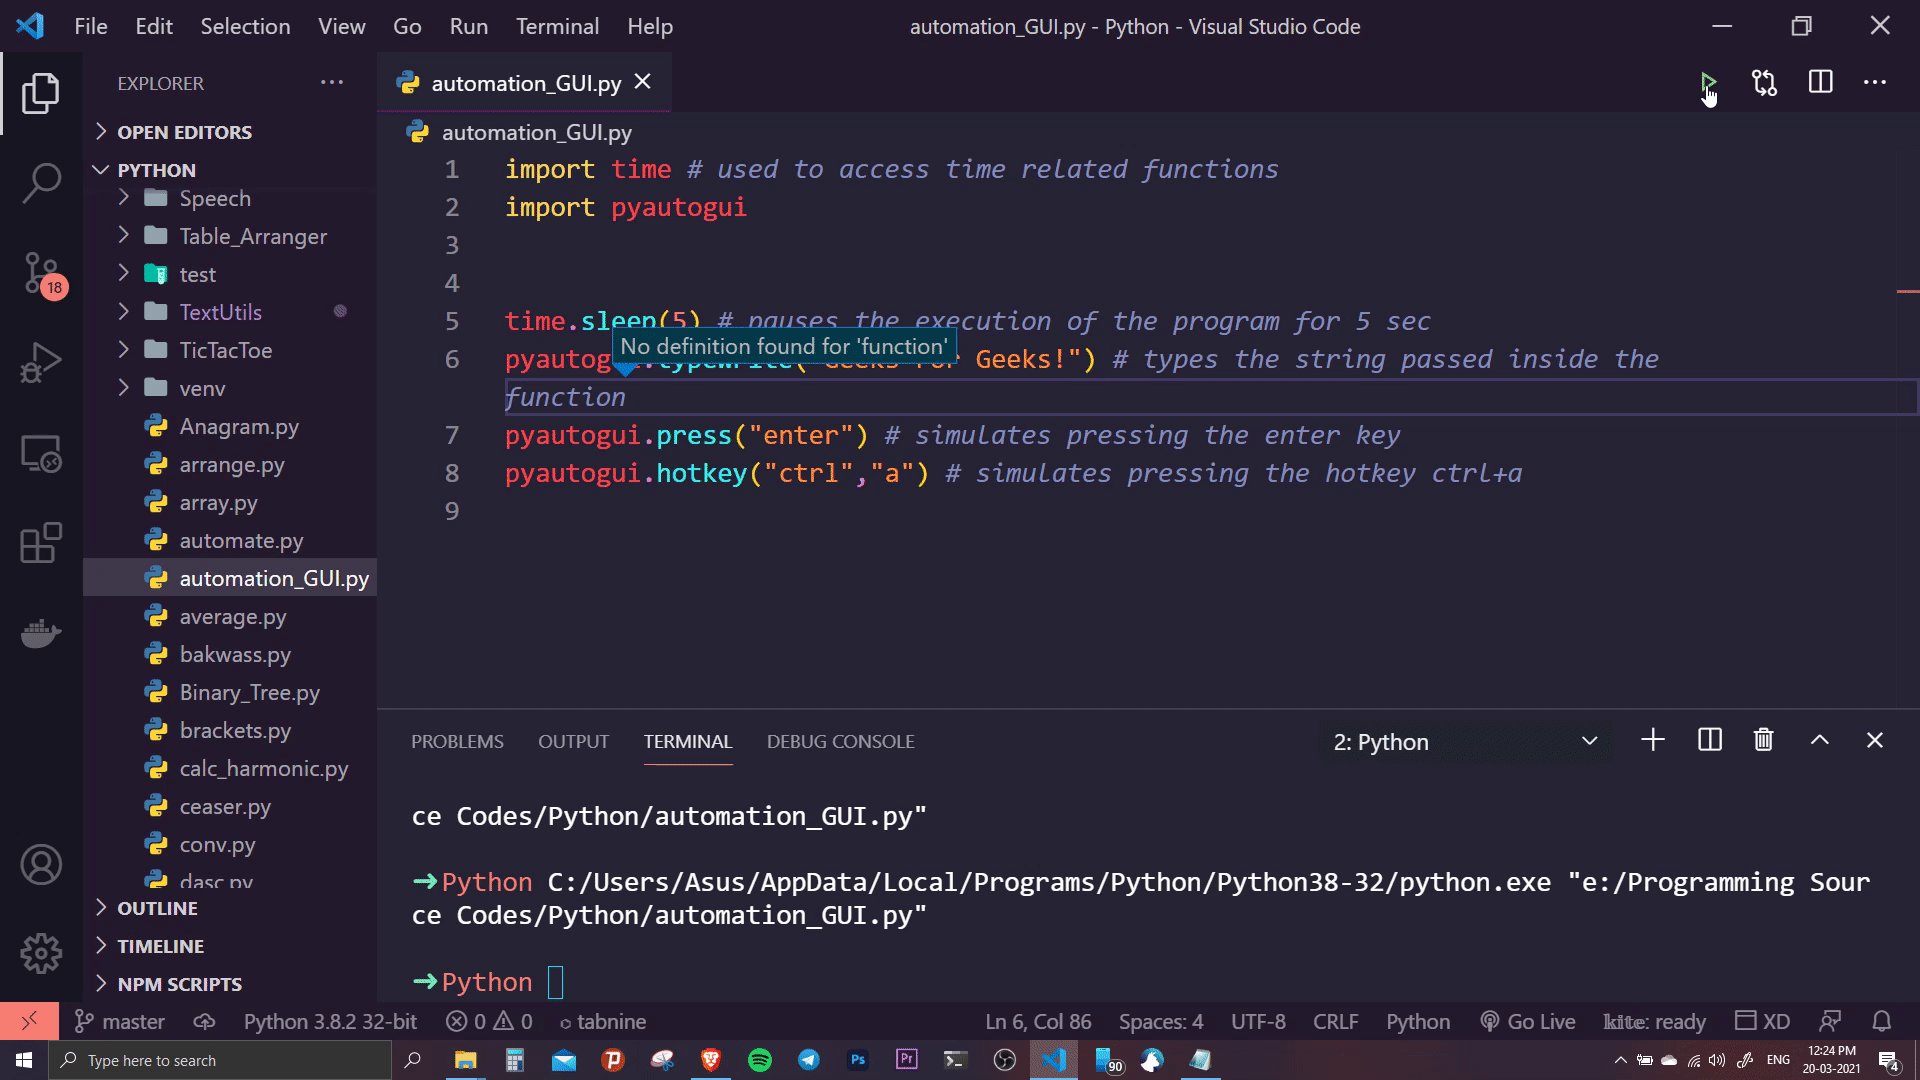 File Edit Selection View Go Run Terminal Help
automation_GUI.py - Python - Visual Studio Code
EXPLORER
OPEN EDITORS
PYTHON
Speech
Table_Arranger
test
TextUtils
TicTacToe
venv
Anagram.py
arrange.py
array.py
automate.py
automation_GUI.py
average.py
bakwass.py
Binary_Tree.py
brackets.py
calc_harmonic.py
ceaser.py
conv.py
dasc.py
OUTLINE
TIMELINE
NPM SCRIPTS
18
automation_GUI.py
automation_GUI.py
1 import time # used to access time related functions
2 import pyautogui
3
4
5 time.sleep(5) # pauses the execution of the program for 5 sec
No definition found for 'function'
6 pyautogui.typewrite("Geeks For Geeks!") # types the string passed inside the
function
7 pyautogui.press("enter") # simulates pressing the enter key
8 pyautogui.hotkey("ctrl","a") # simulates pressing the hotkey ctrl+a
9
PROBLEMS OUTPUT TERMINAL DEBUG CONSOLE
2: Python
ce Codes/Python/automation_GUI.py"
➜Python C:/Users/Asus/AppData/Local/Programs/Python/Python38-32/python.exe "e:/Programming Sour
ce Codes/Python/automation_GUI.py"
➜Python
master Python 3.8.2 32-bit 0 0 tabnine
Ln 6, Col 86 Spaces: 4 UTF-8 CRLF Python Go Live kite: ready XD
Type here to search
Ps Pr 90
ENG
12:24 PM
20-03-2021
4